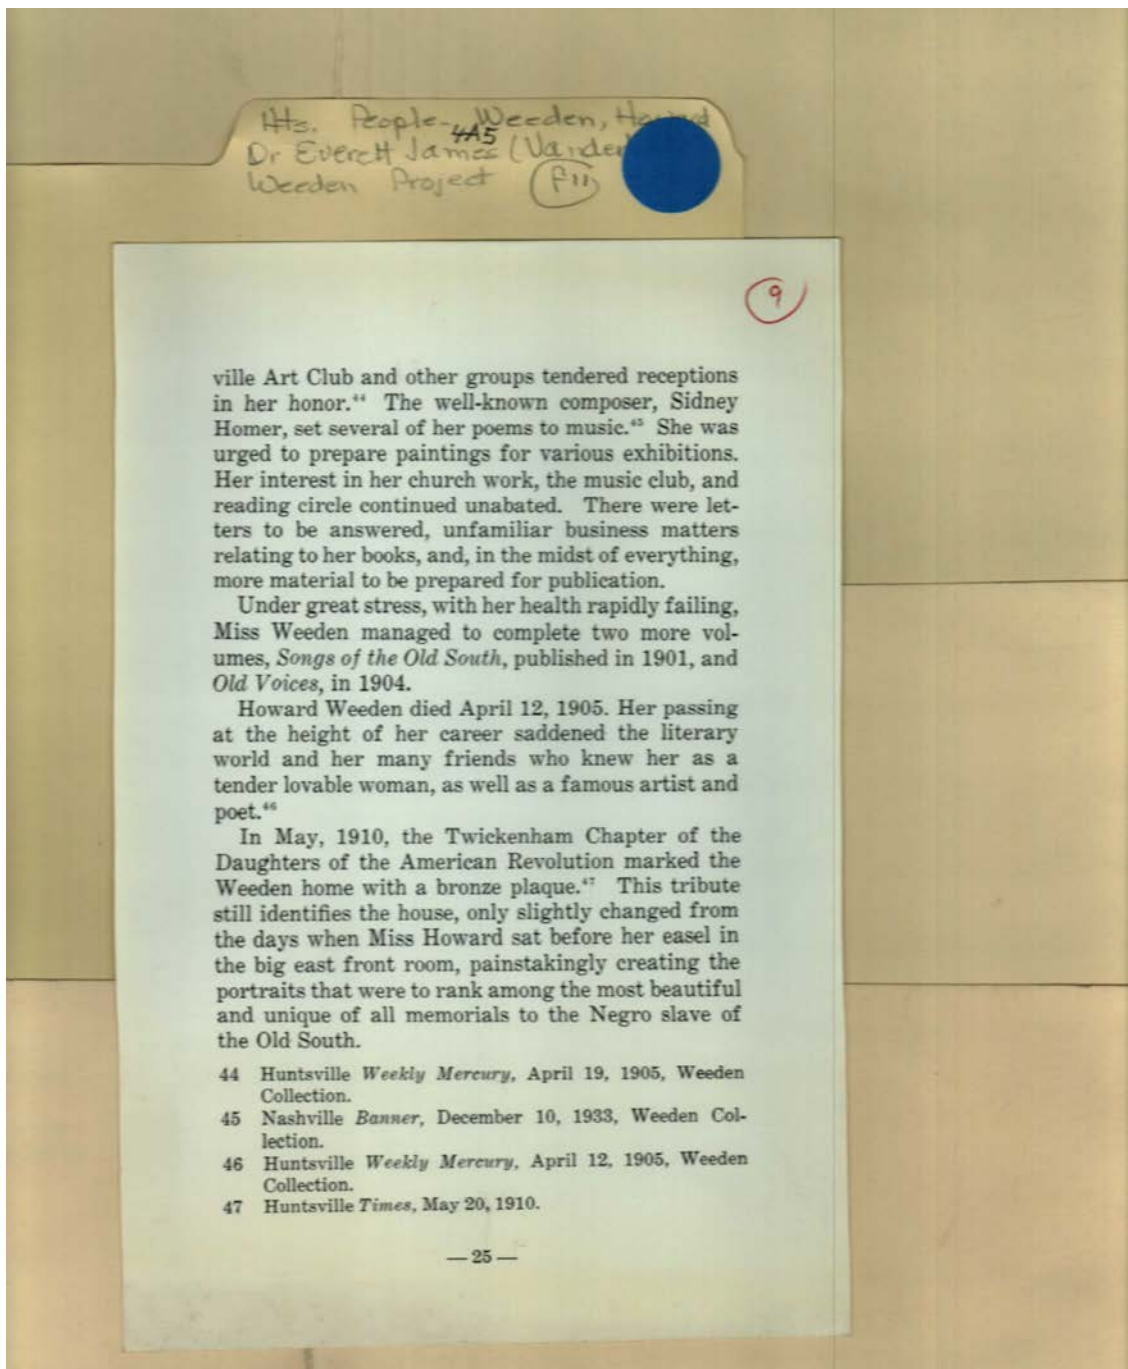 Hts. People- Weeden, Howard
4A5
Dr Everett James (Vander
Weeden Project F11
9
ville Art Club and other groups tendered receptions
in her honor.⁴⁴ The well-known composer, Sidney
Homer, set several of her poems to music.⁴⁵ She was
urged to prepare paintings for various exhibitions.
Her interest in her church work, the music club, and
reading circle continued unabated. There were let-
ters to be answered, unfamiliar business matters
relating to her books, and, in the midst of everything,
more material to be prepared for publication.
Under great stress, with her health rapidly failing,
Miss Weeden managed to complete two more vol-
umes, Songs of the Old South, published in 1901, and
Old Voices, in 1904.
Howard Weeden died April 12, 1905. Her passing
at the height of her career saddened the literary
world and her many friends who knew her as a
tender lovable woman, as well as a famous artist and
poet.⁴⁶
In May, 1910, the Twickenham Chapter of the
Daughters of the American Revolution marked the
Weeden home with a bronze plaque.⁴⁷ This tribute
still identifies the house, only slightly changed from
the days when Miss Howard sat before her easel in
the big east front room, painstakingly creating the
portraits that were to rank among the most beautiful
and unique of all memorials to the Negro slave of
the Old South.
44 Huntsville Weekly Mercury, April 19, 1905, Weeden
Collection.
45 Nashville Banner, December 10, 1933, Weeden Col-
lection.
46 Huntsville Weekly Mercury, April 12, 1905, Weeden
Collection.
47 Huntsville Times, May 20, 1910.
— 25 —